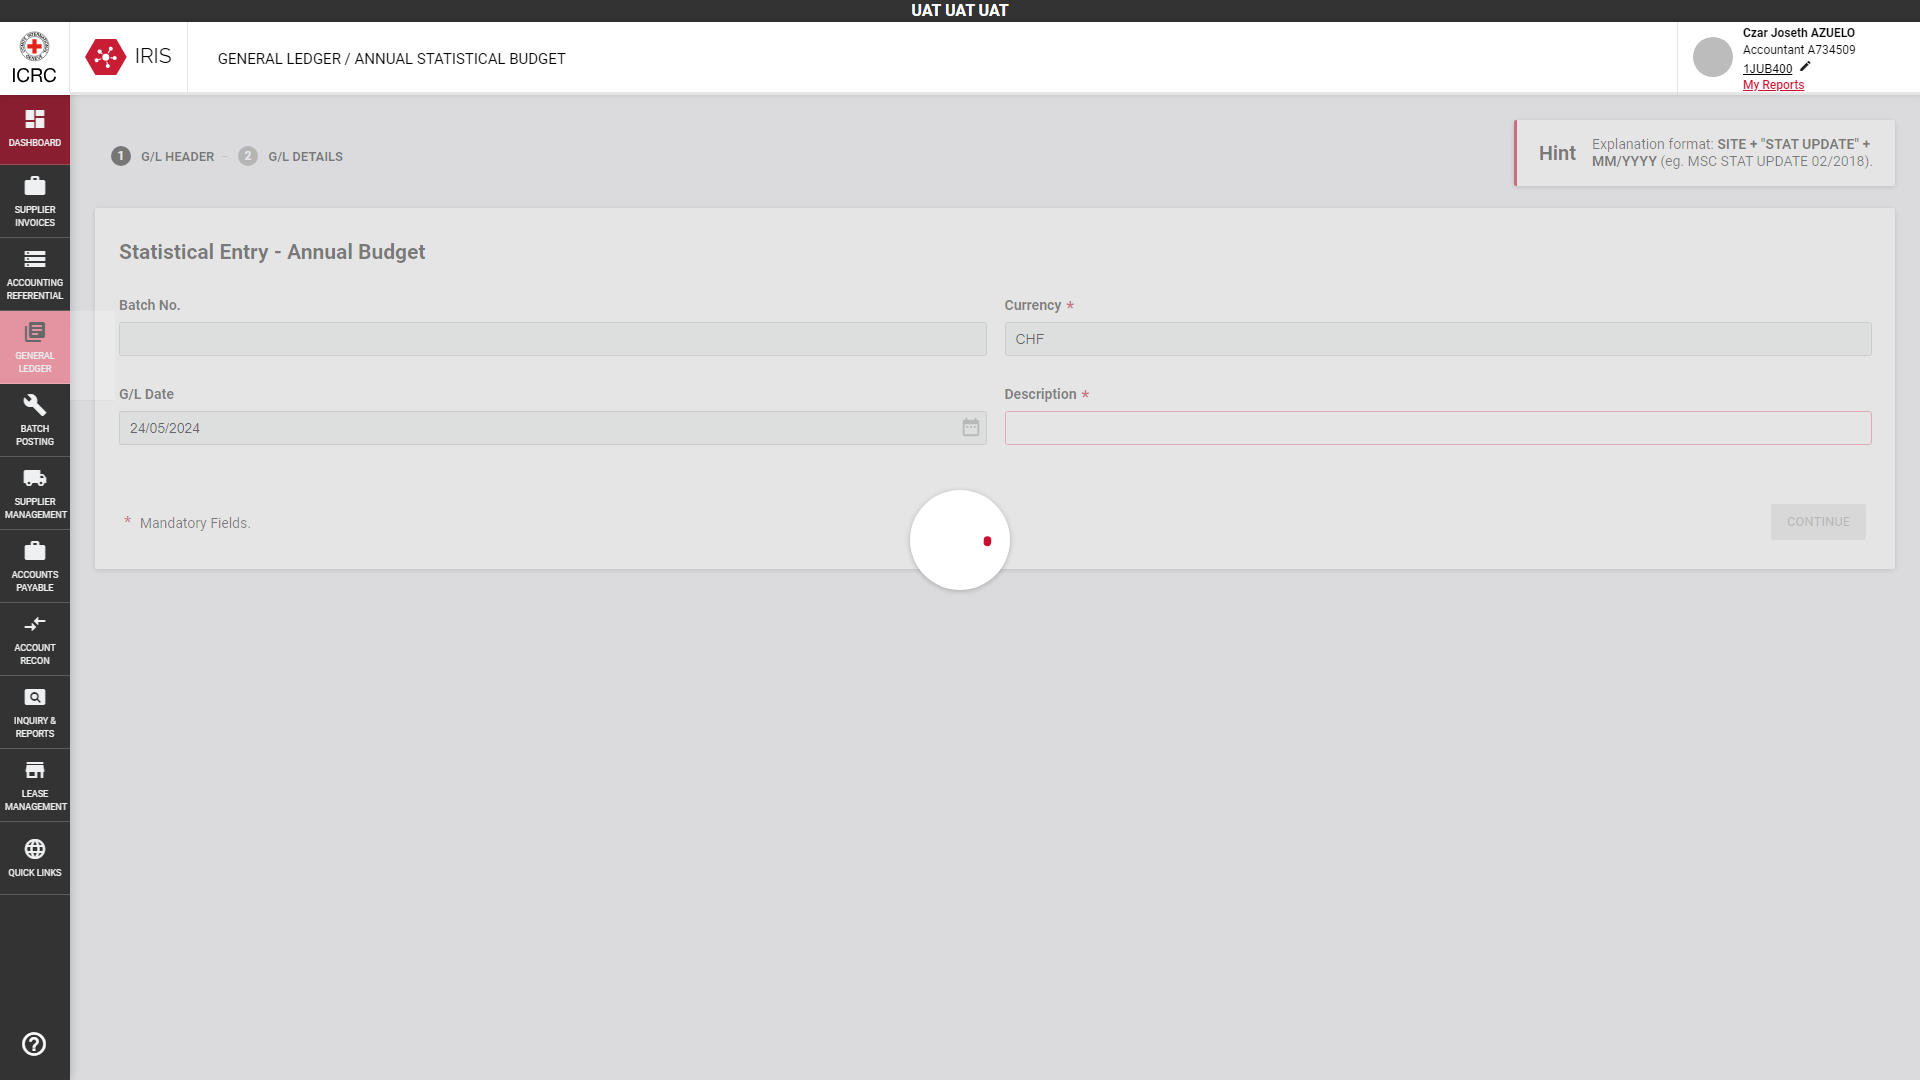 UAT UAT UAT
ICRC
IRIS
GENERAL LEDGER / ANNUAL STATISTICAL BUDGET
Czar Joseth AZUELO
Accountant A734509
1JUB400
My Reports
DASHBOARD
SUPPLIER
INVOICES
ACCOUNTING
REFERENTIAL
GENERAL
LEDGER
BATCH
POSTING
SUPPLIER
MANAGEMENT
ACCOUNTS
PAYABLE
ACCOUNT
RECON
INQUIRY &
REPORTS
LEASE
MANAGEMENT
QUICK LINKS
1 G/L HEADER – 2 G/L DETAILS
Hint
Explanation format: SITE + "STAT UPDATE" +
MM/YYYY (eg. MSC STAT UPDATE 02/2018).
Statistical Entry - Annual Budget
Batch No.
Currency *
CHF
G/L Date
24/05/2024
Description *
* Mandatory Fields.
CONTINUE